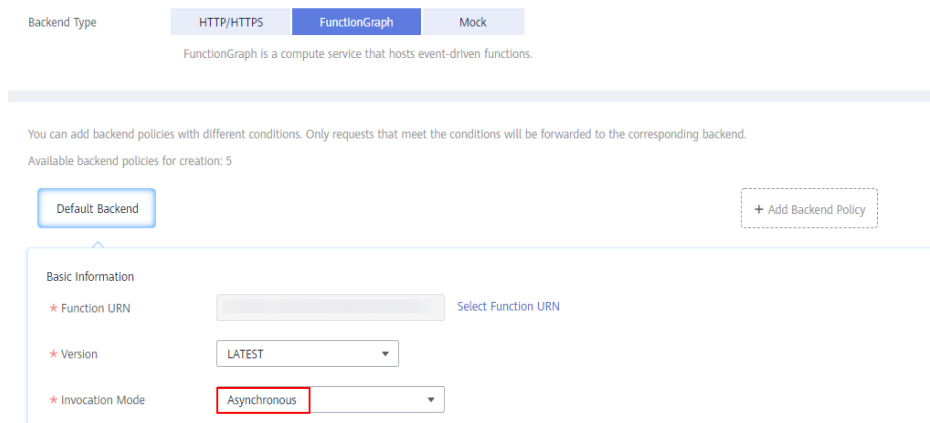 Backend Type HTTP/HTTPS FunctionGraph Mock
FunctionGraph is a compute service that hosts event-driven functions.
You can add backend policies with different conditions. Only requests that meet the conditions will be forwarded to the corresponding backend.
Available backend policies for creation: 5
Default Backend + Add Backend Policy
Basic Information
* Function URN Select Function URN
* Version LATEST
* Invocation Mode Asynchronous